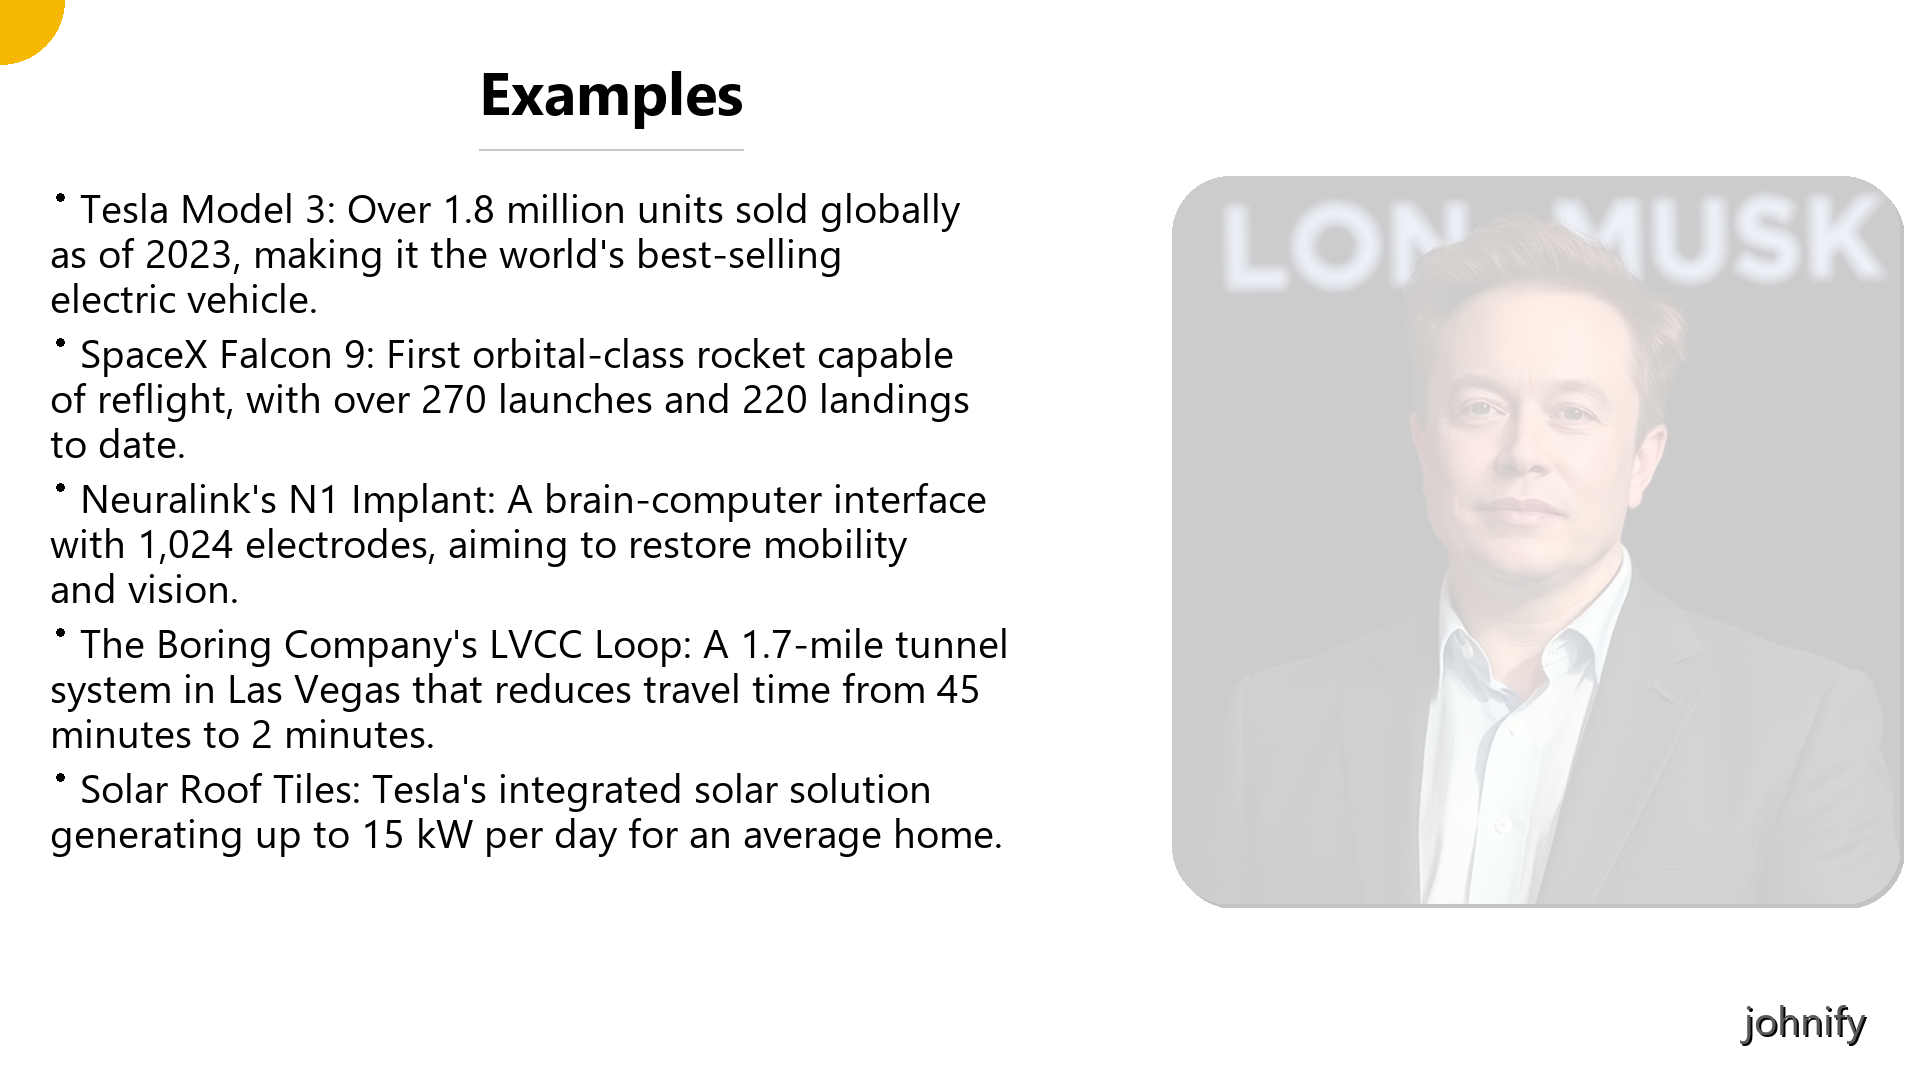 Examples
• Tesla Model 3: Over 1.8 million units sold globally
as of 2023, making it the world's best-selling
electric vehicle.
• SpaceX Falcon 9: First orbital-class rocket capable
of reflight, with over 270 launches and 220 landings
to date.
• Neuralink's N1 Implant: A brain-computer interface
with 1,024 electrodes, aiming to restore mobility
and vision.
• The Boring Company's LVCC Loop: A 1.7-mile tunnel
system in Las Vegas that reduces travel time from 45
minutes to 2 minutes.
• Solar Roof Tiles: Tesla's integrated solar solution
generating up to 15 kW per day for an average home.
LON MUSK
johnify